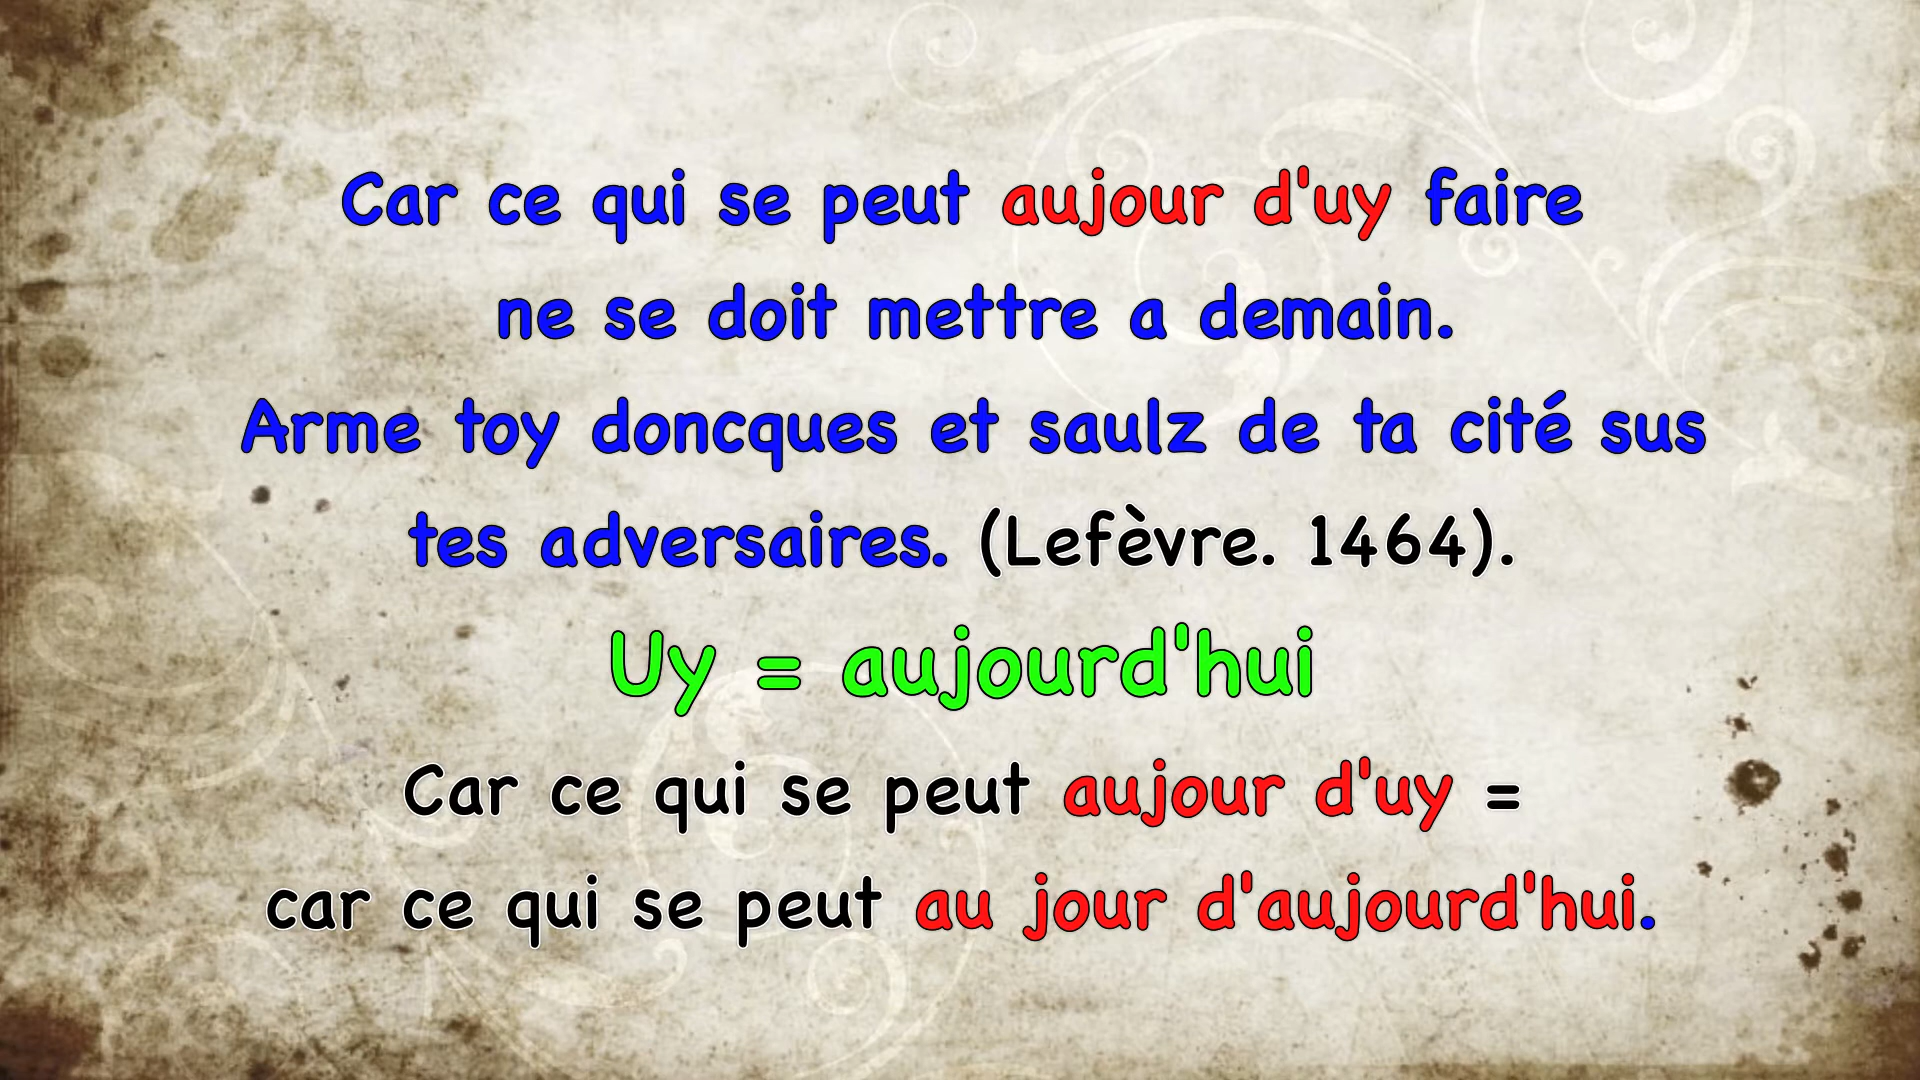 Car ce qui se peut aujour d'uy faire
ne se doit mettre a demain.
Arme toy doncques et saulz de ta cité sus
tes adversaires. (Lefèvre. 1464).
Uy = aujourd'hui
Car ce qui se peut aujour d'uy =
car ce qui se peut au jour d'aujourd'hui.